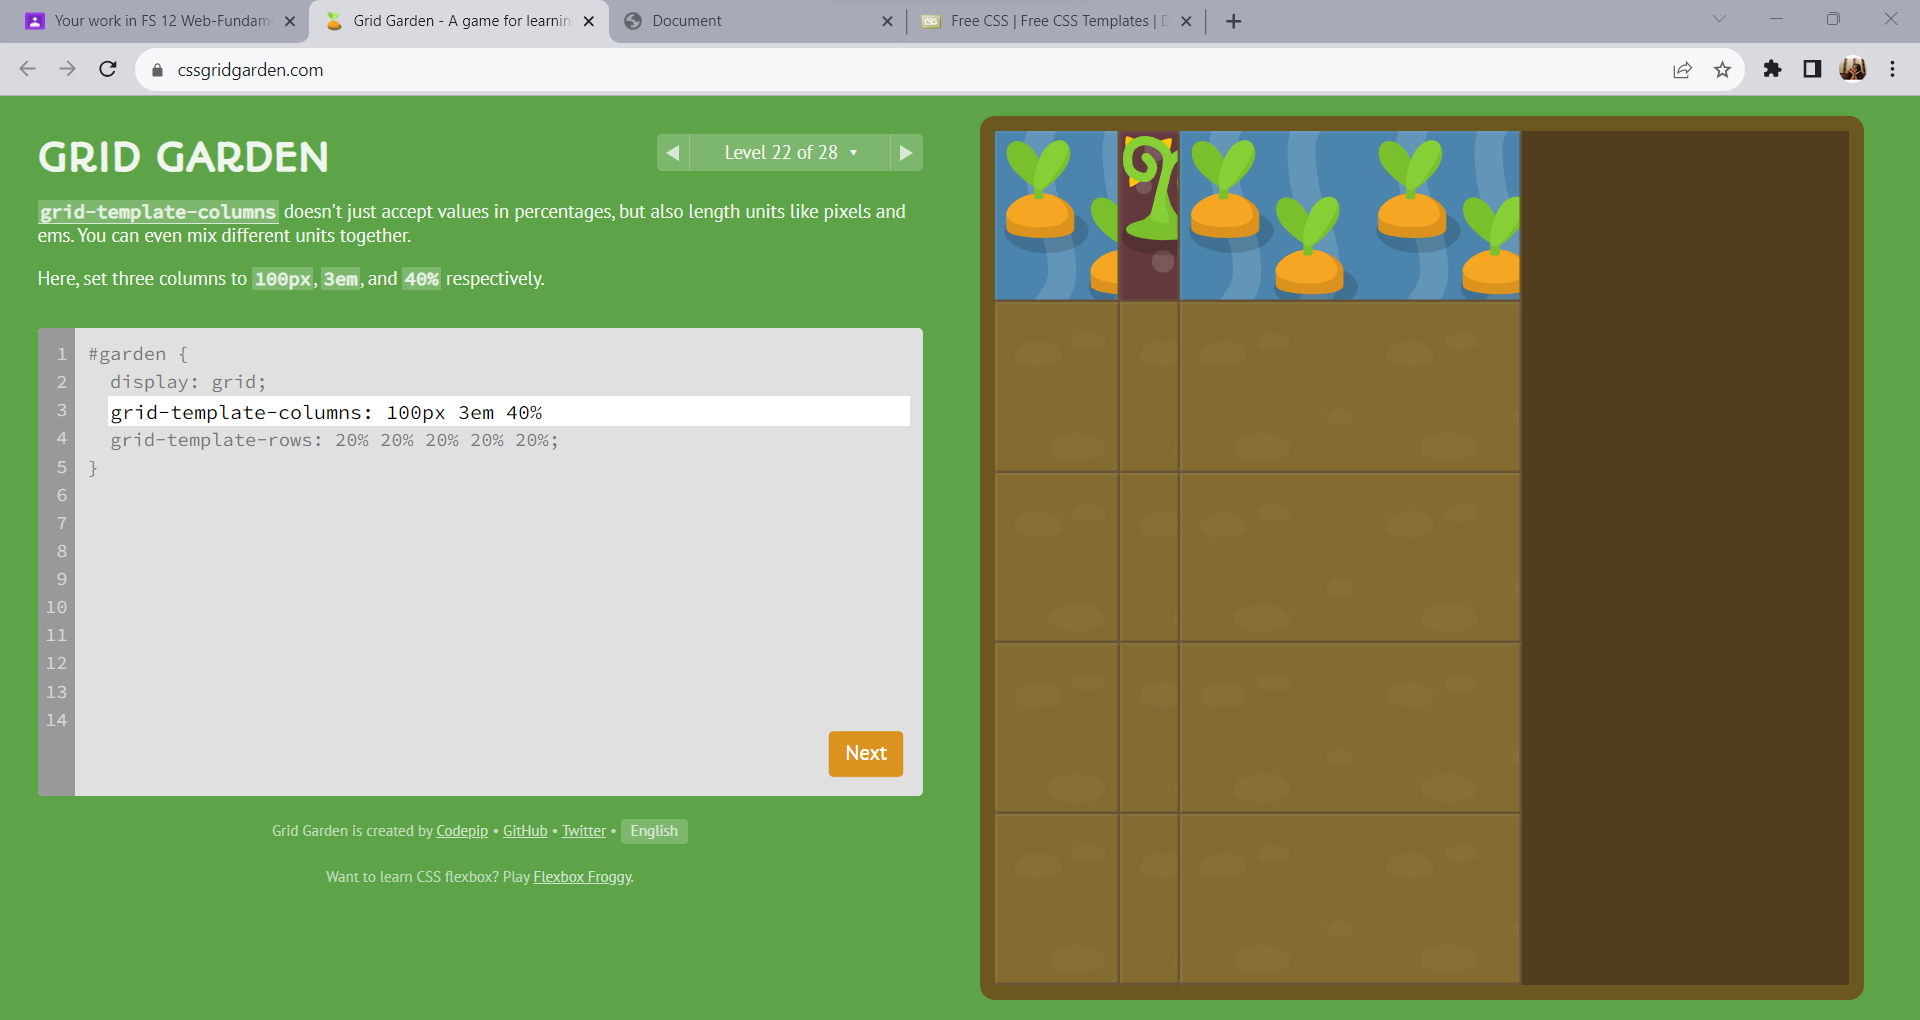 Your work in FS 12 Web-Fundam
Grid Garden - A game for learnin
Document
Free CSS | Free CSS Templates | D
cssgridgarden.com
GRID GARDEN
Level 22 of 28
grid-template-columns doesn't just accept values in percentages, but also length units like pixels and
ems. You can even mix different units together.
Here, set three columns to 100px, 3em, and 40% respectively.
1 #garden {
2 display: grid;
3 grid-template-columns: 100px 3em 40%
4 grid-template-rows: 20% 20% 20% 20% 20%;
5 }
6
7
8
9
10
11
12
13
14
Next
Grid Garden is created by Codepip • GitHub • Twitter • English
Want to learn CSS flexbox? Play Flexbox Froggy.